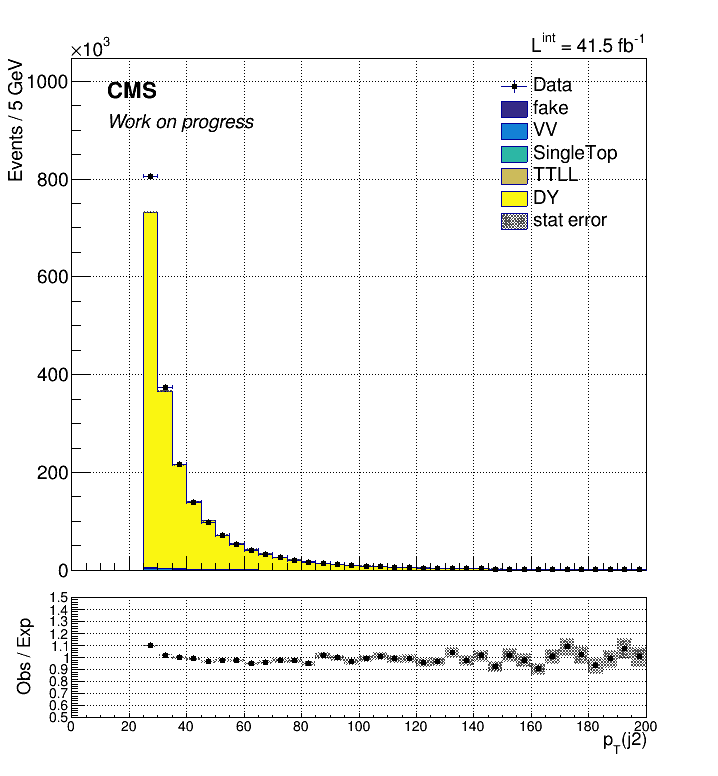 ×10³
L^int = 41.5 fb^-1
Events / 5 GeV
1000
800
600
400
200
0
CMS
Work on progress
Data
fake
VV
SingleTop
TTLL
DY
stat error
Obs / Exp
1.5
1.4
1.3
1.2
1.1
1
0.9
0.8
0.7
0.6
0.5
0 20 40 60 80 100 120 140 160 180 200
p_T(j2)